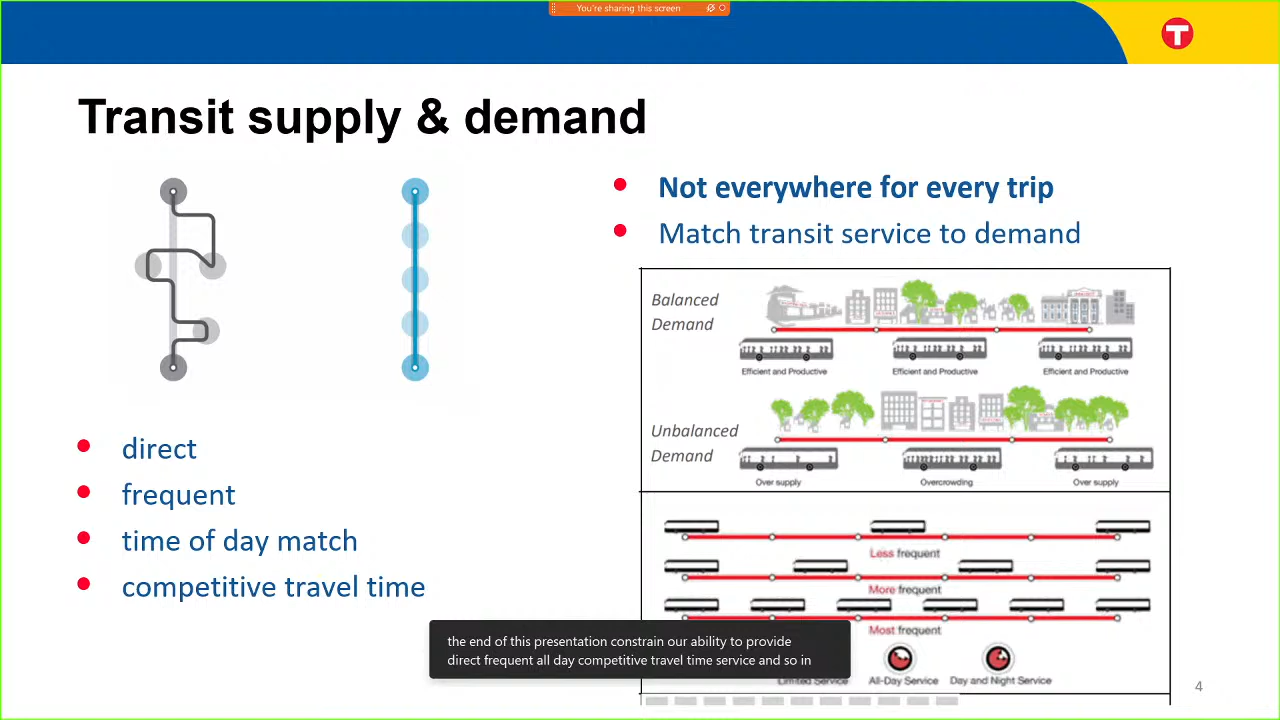 You're sharing this screen
T
Transit supply & demand
Not everywhere for every trip
Match transit service to demand
direct
frequent
time of day match
competitive travel time
Balanced
Demand
Efficient and Productive
Efficient and Productive
Efficient and Productive
Unbalanced
Demand
Over supply
Overcrowding
Over supply
Less frequent
More frequent
Most frequent
Limited Service
All-Day Service
Day and Night Service
the end of this presentation constrain our ability to provide
direct frequent all day competitive travel time service and so in
4